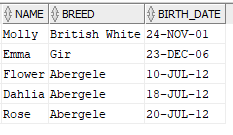 NAME BREED BIRTH_DATE
Molly British White 24-NOV-01
Emma Gir 23-DEC-06
Flower Abergele 10-JUL-12
Dahlia Abergele 18-JUL-12
Rose Abergele 20-JUL-12